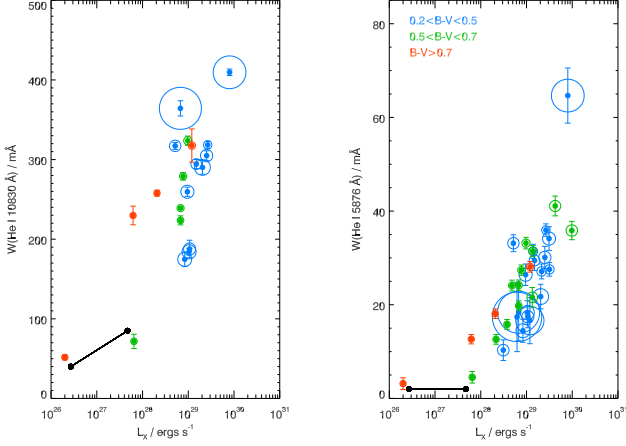 500
400
300
200
100
0
W(He I 10830 Å) / mÅ
10^26 10^27 10^28 10^29 10^30 10^31
L_X / ergs s^-1
0.2<B-V<0.5
0.5<B-V<0.7
B-V>0.7
80
60
40
20
0
W(He I 5876 Å) / mÅ
10^26 10^27 10^28 10^29 10^30 10^31
L_X / ergs s^-1